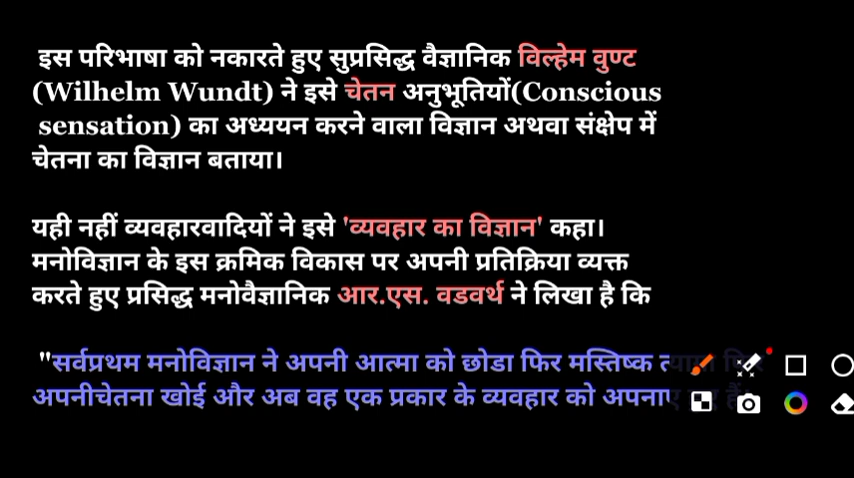 इस परिभाषा को नकारते हुए सुप्रसिद्ध वैज्ञानिक विल्हेम वुण्ट
(Wilhelm Wundt) ने इसे चेतन अनुभूतियों(Conscious
sensation) का अध्ययन करने वाला विज्ञान अथवा संक्षेप में
चेतना का विज्ञान बताया।
यही नहीं व्यवहारवादियों ने इसे 'व्यवहार का विज्ञान' कहा।
मनोविज्ञान के इस क्रमिक विकास पर अपनी प्रतिक्रिया व्यक्त
करते हुए प्रसिद्ध मनोवैज्ञानिक आर.एस. वडवर्थ ने लिखा है कि
"सर्वप्रथम मनोविज्ञान ने अपनी आत्मा को छोडा फिर मस्तिष्क
अपनीचेतना खोई और अब वह एक प्रकार के व्यवहार को